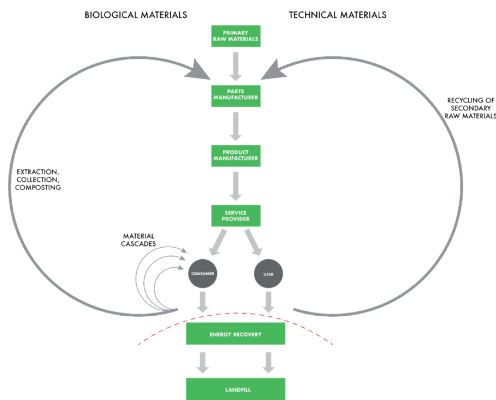 BIOLOGICAL MATERIALS
TECHNICAL MATERIALS
PRIMARY
RAW MATERIALS
PARTS
MANUFACTURER
RECYCLING OF
SECONDARY
RAW MATERIALS
PRODUCT
MANUFACTURER
EXTRACTION,
COLLECTION,
COMPOSTING
SERVICE
PROVIDER
MATERIAL
CASCADES
CONSUMER
USER
ENERGY RECOVERY
LANDFILL